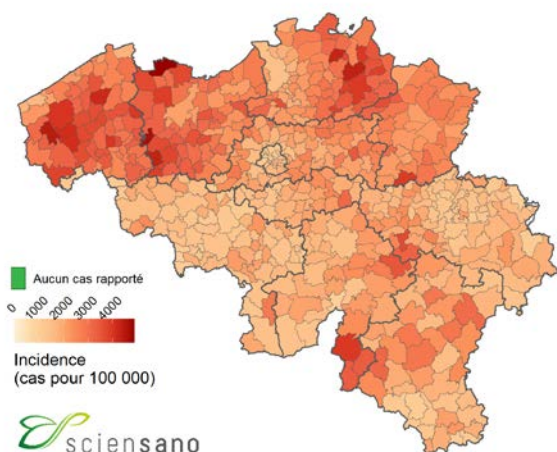 Aucun cas rapporté
0 1000 2000 3000 4000
Incidence
(cas pour 100 000)
sciensano